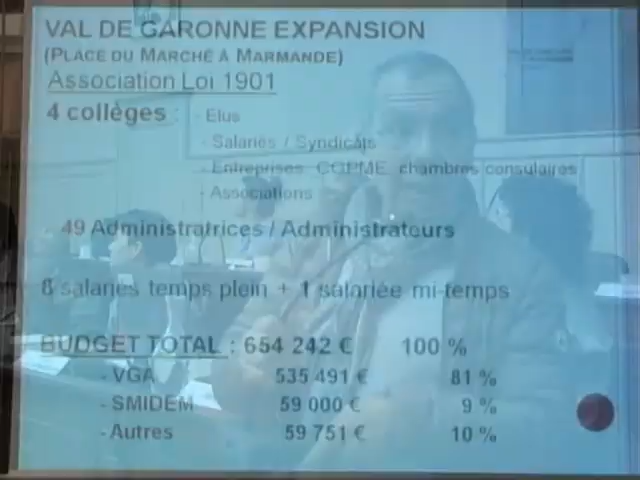 VAL DE GARONNE EXPANSION
(PLACE DU MARCHÉ À MARMANDE)
Association Loi 1901
4 collèges : - Elus
- Salariés / Syndicats
- Entreprises CGPME, chambres consulaires
- Associations
- 49 Administratrices / Administrateurs
8 salariés temps plein + 1 salariée mi-temps
BUDGET TOTAL : 654 242 € 100 %
- VGA 535 491 € 81 %
- SMIDEM 59 000 € 9 %
- Autres 59 751 € 10 %